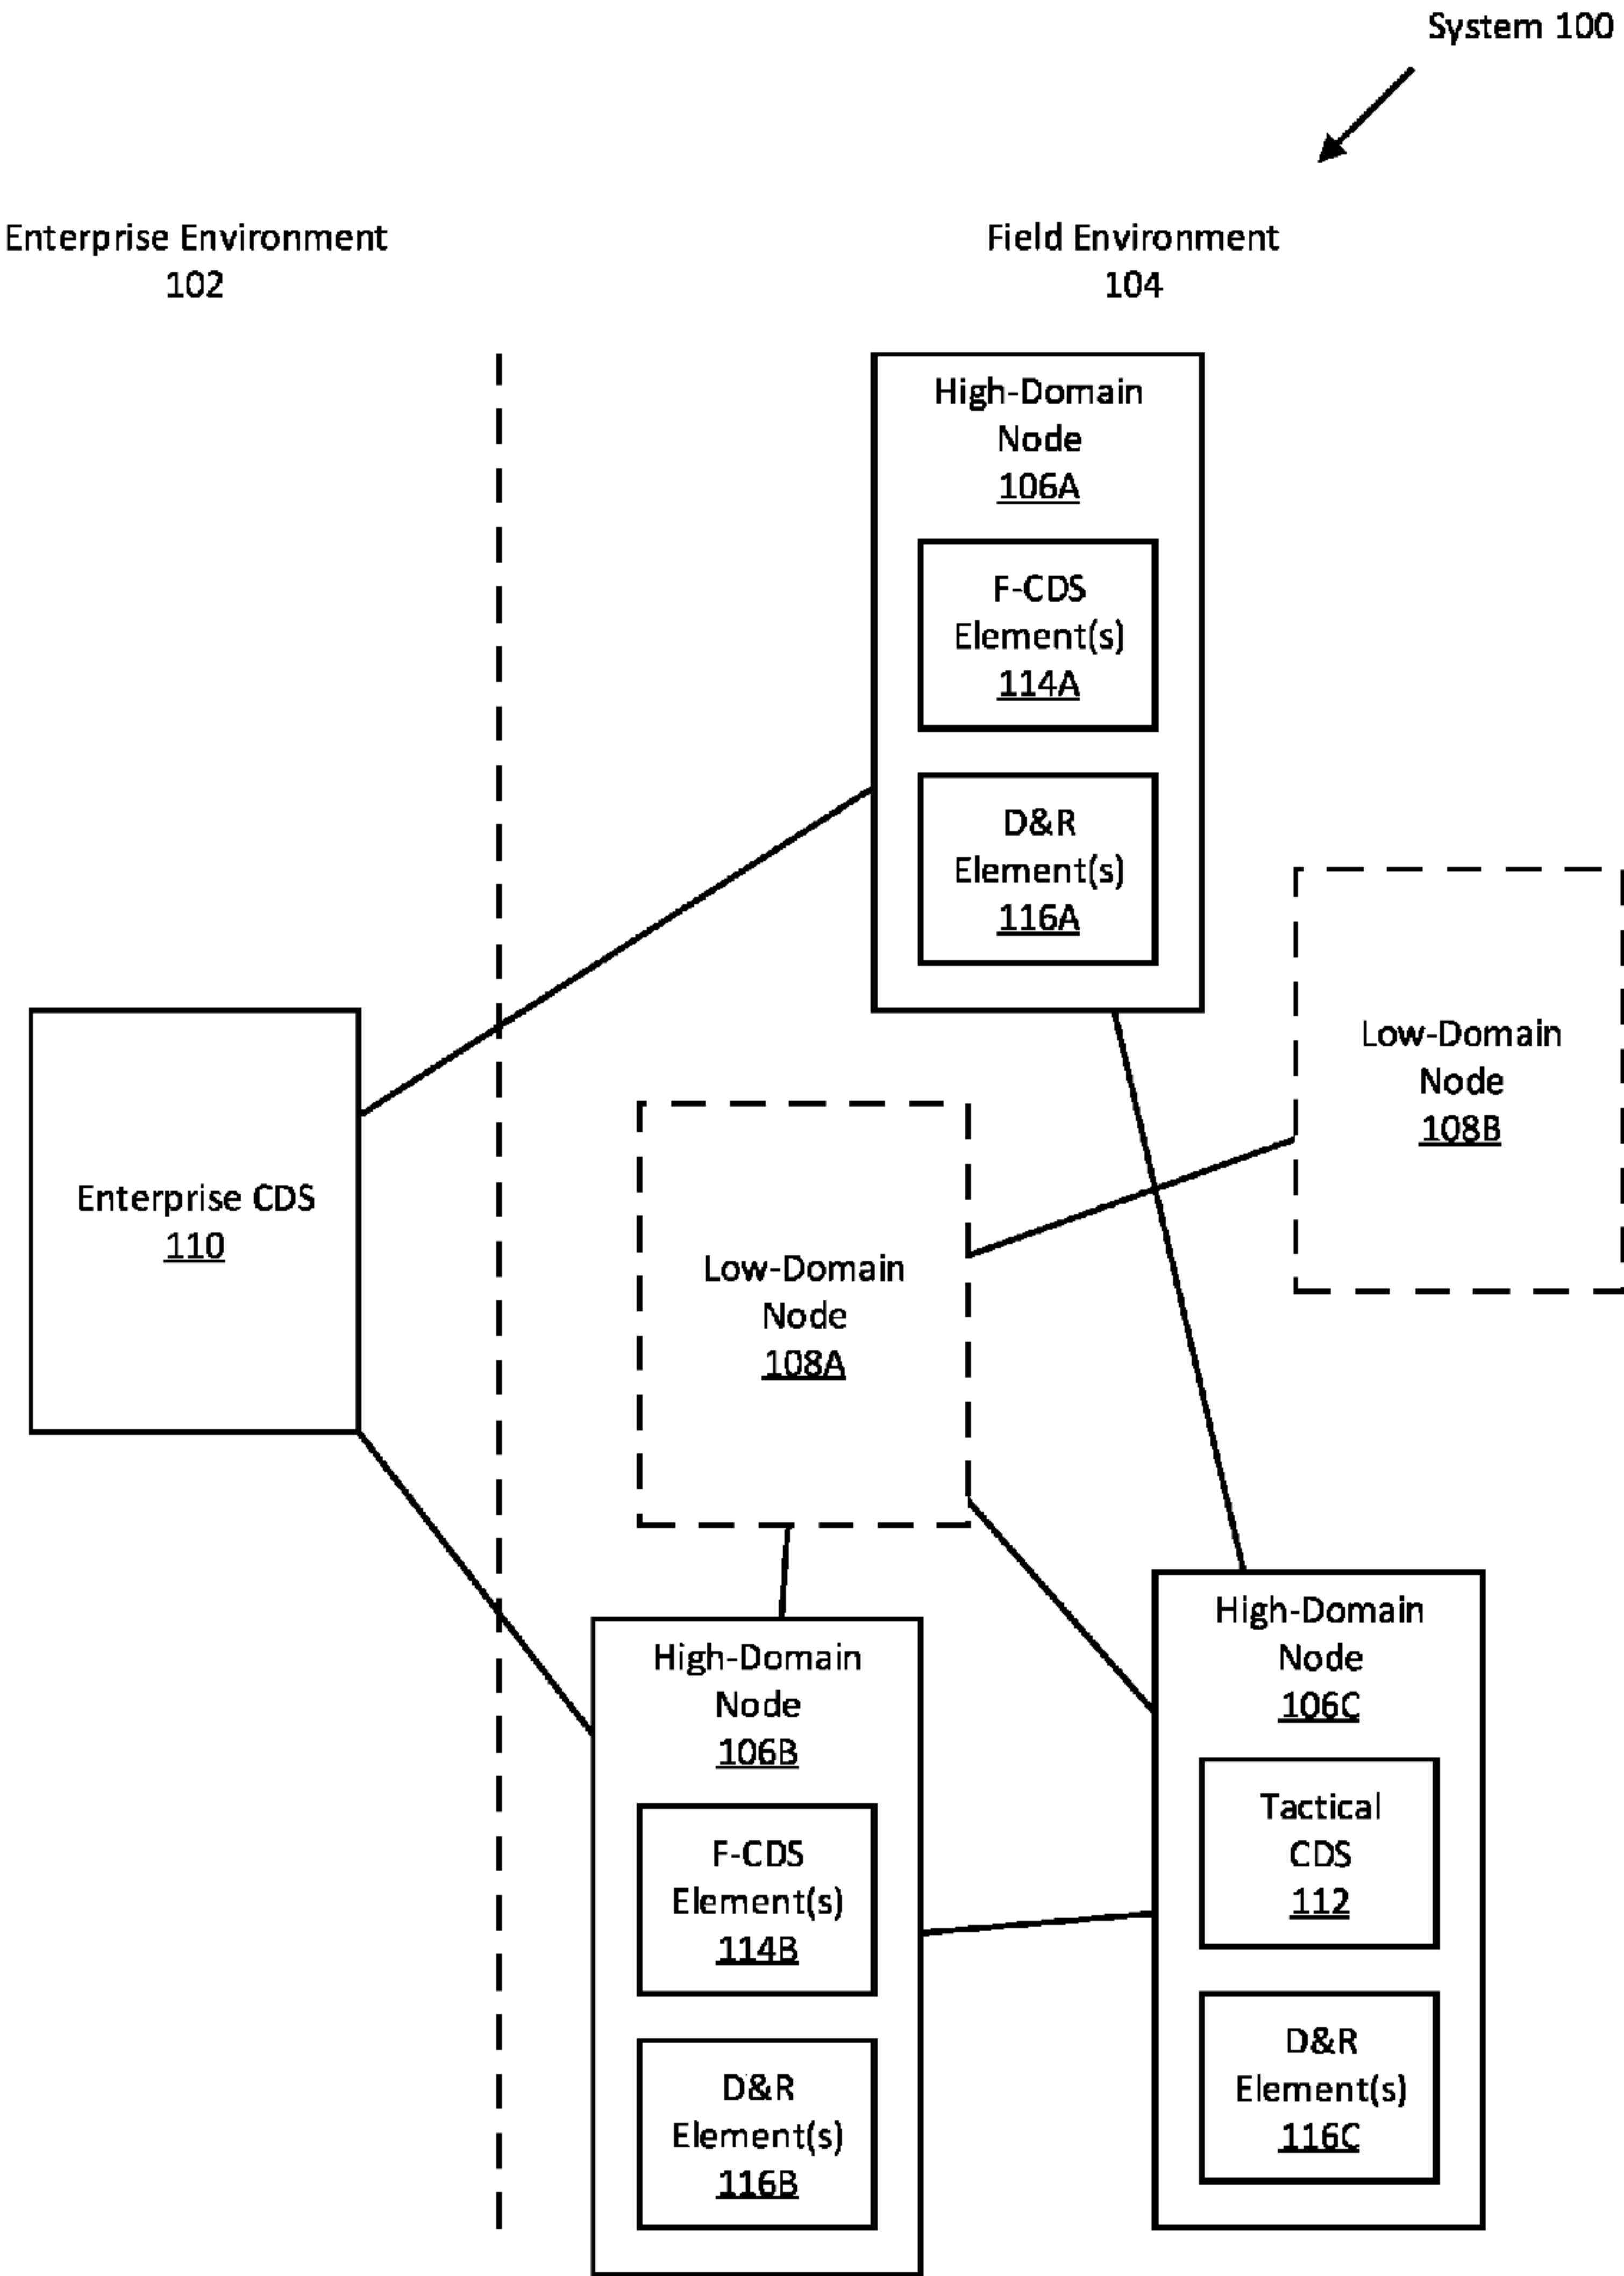 System 100
Enterprise Environment
102
Field Environment
104
High-Domain
Node
106A
F-CDS
Element(s)
114A
D&R
Element(s)
116A
Low-Domain
Node
108B
Enterprise CDS
110
Low-Domain
Node
108A
High-Domain
Node
106B
F-CDS
Element(s)
114B
D&R
Element(s)
116B
High-Domain
Node
106C
Tactical
CDS
112
D&R
Element(s)
116C